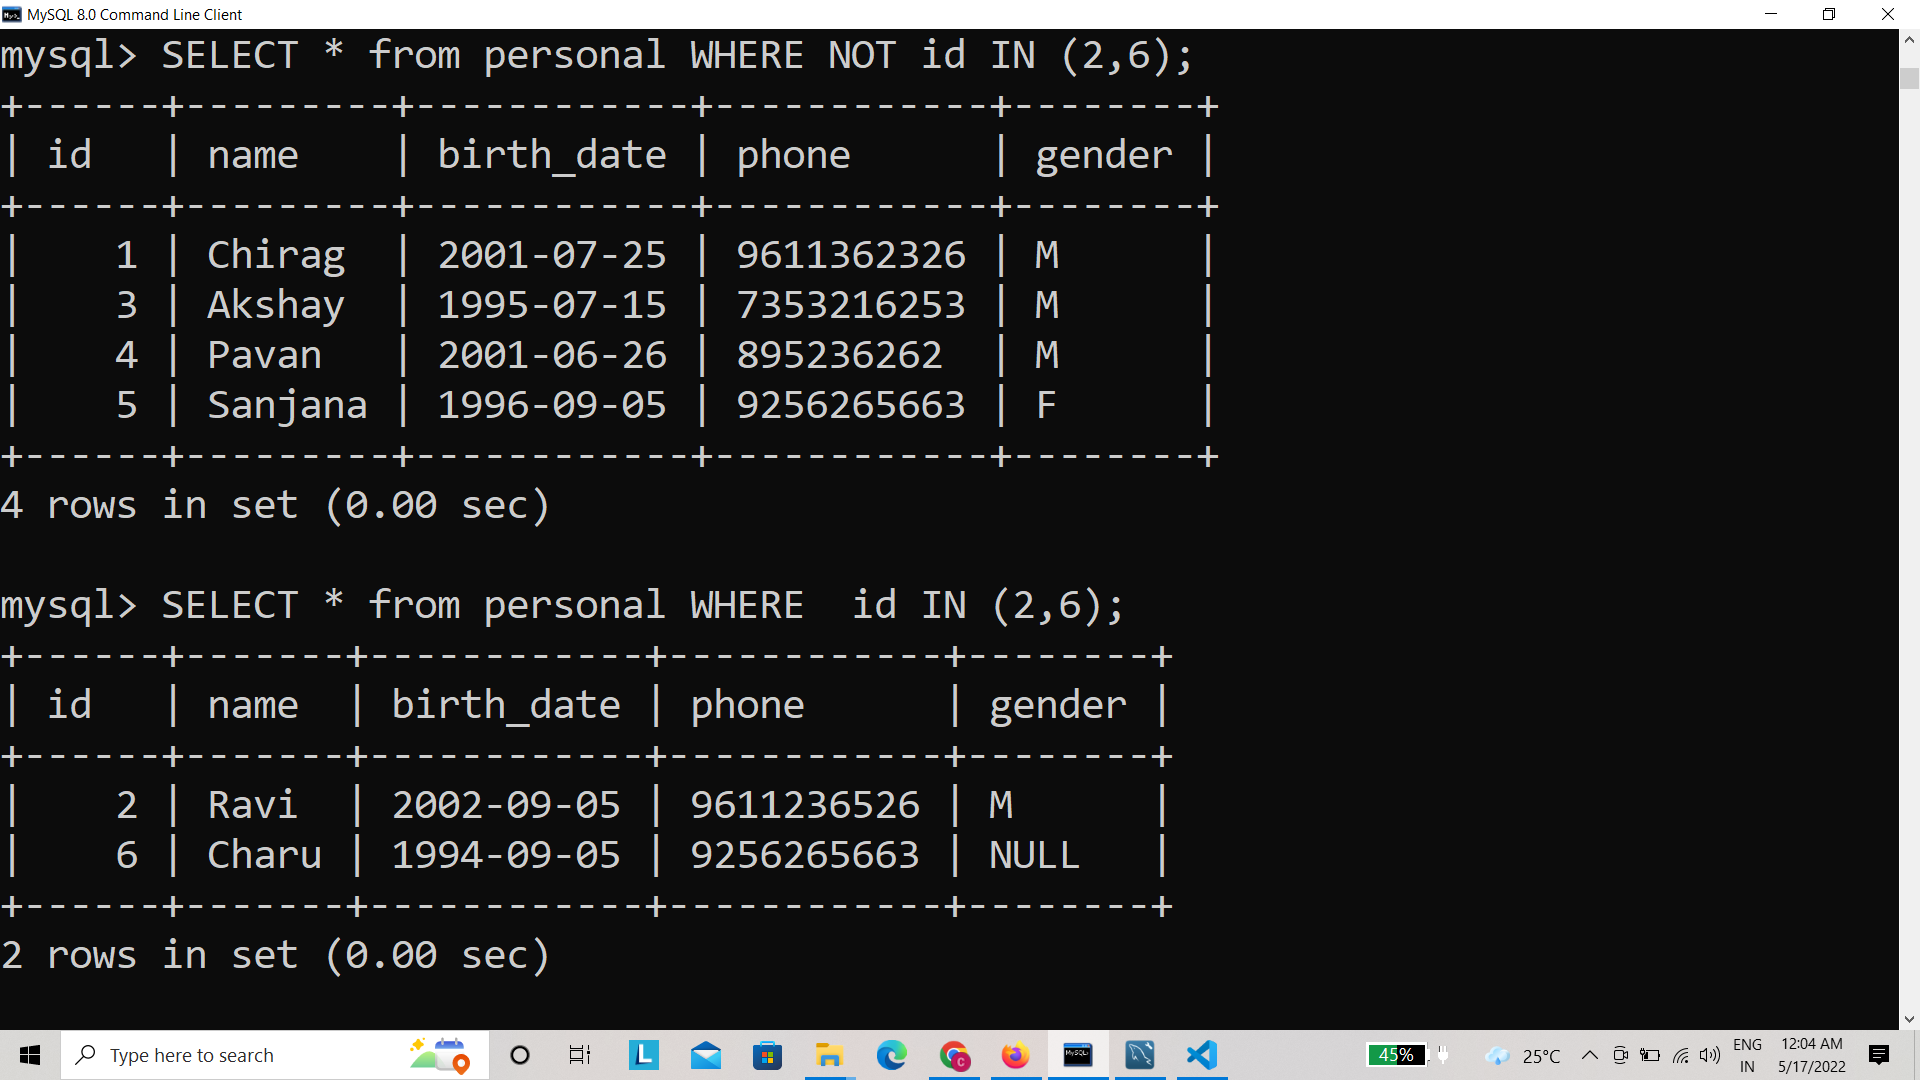 MySQL 8.0 Command Line Client
mysql> SELECT * from personal WHERE NOT id IN (2,6);
+------+---------+------------+------------+--------+
| id   | name    | birth_date | phone      | gender |
+------+---------+------------+------------+--------+
|    1 | Chirag  | 2001-07-25 | 9611362326 | M      |
|    3 | Akshay  | 1995-07-15 | 7353216253 | M      |
|    4 | Pavan   | 2001-06-26 | 895236262  | M      |
|    5 | Sanjana | 1996-09-05 | 9256265663 | F      |
+------+---------+------------+------------+--------+
4 rows in set (0.00 sec)
mysql> SELECT * from personal WHERE  id IN (2,6);
+------+-------+------------+------------+--------+
| id   | name  | birth_date | phone      | gender |
+------+-------+------------+------------+--------+
|    2 | Ravi  | 2002-09-05 | 9611236526 | M      |
|    6 | Charu | 1994-09-05 | 9256265663 | NULL   |
+------+-------+------------+------------+--------+
2 rows in set (0.00 sec)
Type here to search
L
C
MySQL
45%
25°C
ENG
IN
12:04 AM
5/17/2022